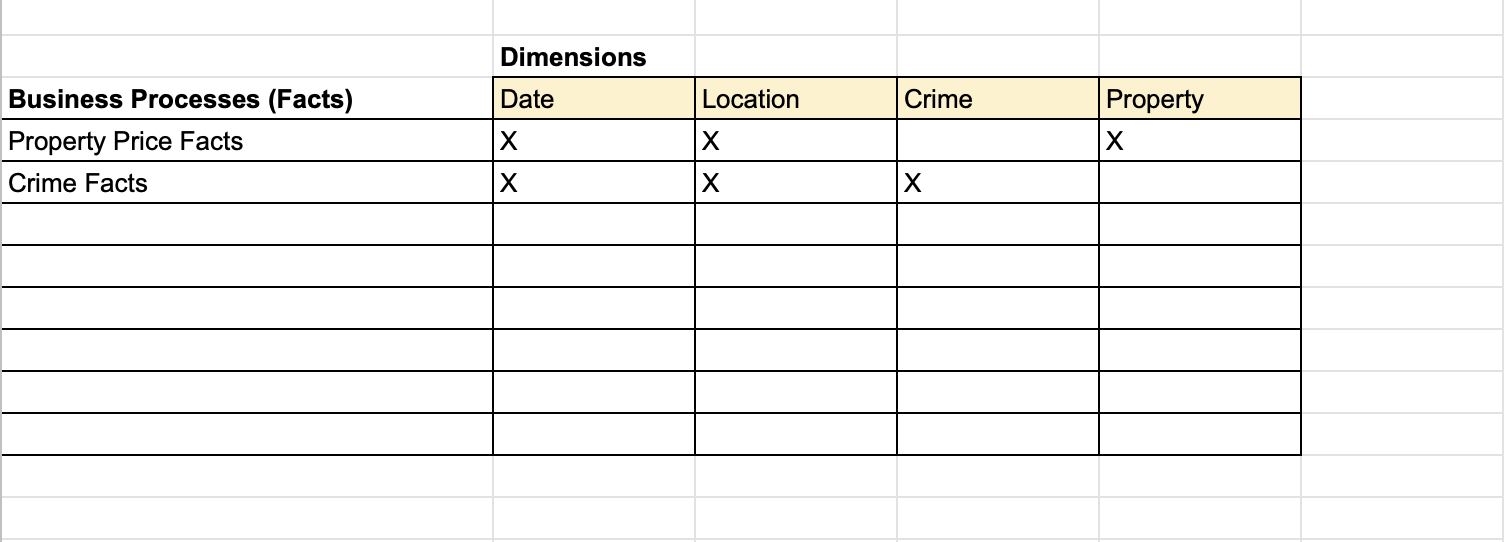 Dimensions
Business Processes (Facts) Date Location Crime Property
Property Price Facts X X X
Crime Facts X X X